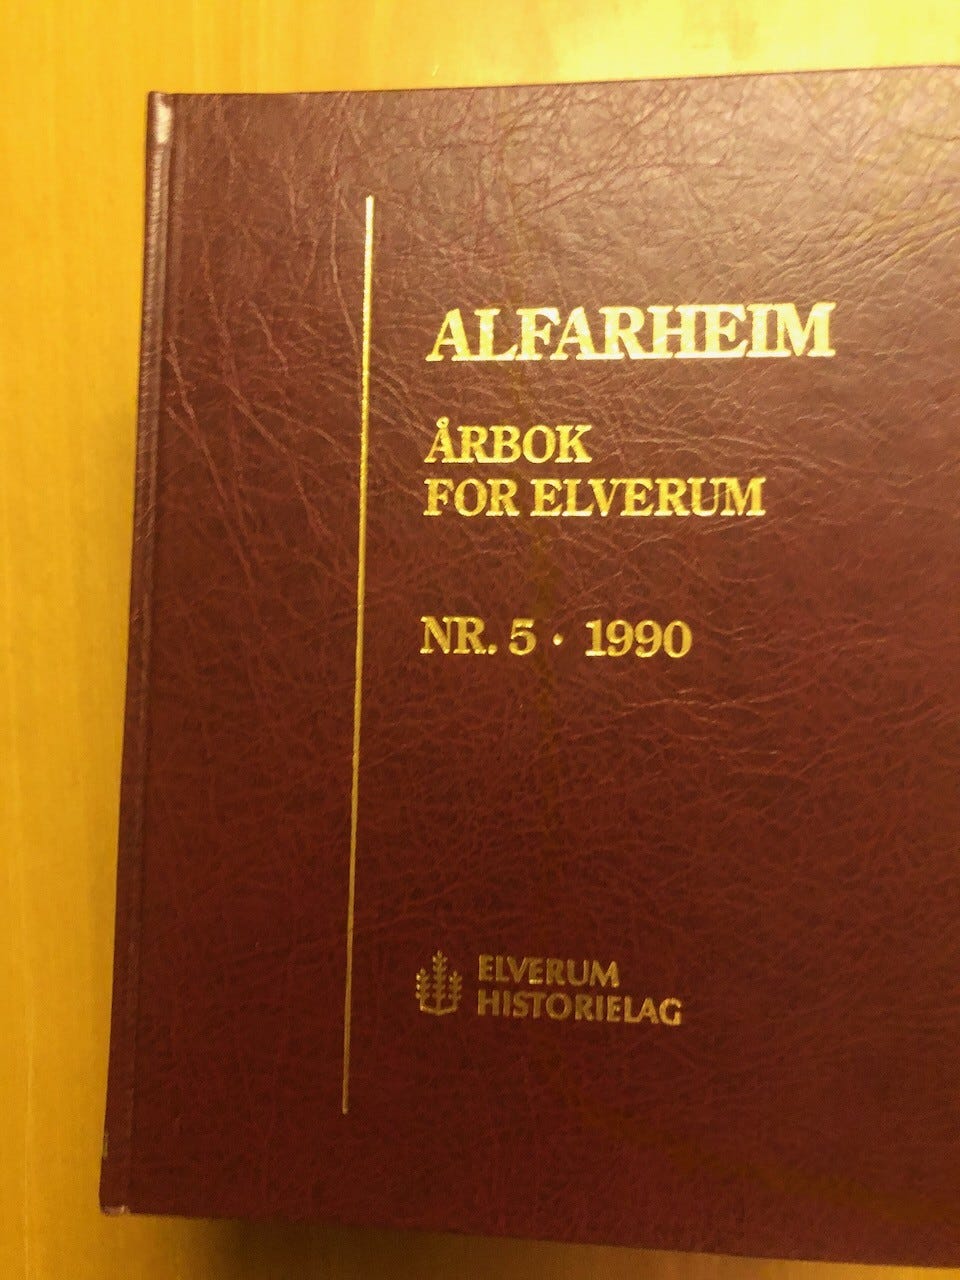 ALFARHEIM
ÅRBOK
FOR ELVERUM
NR. 5 · 1990
ELVERUM
HISTORIELAG